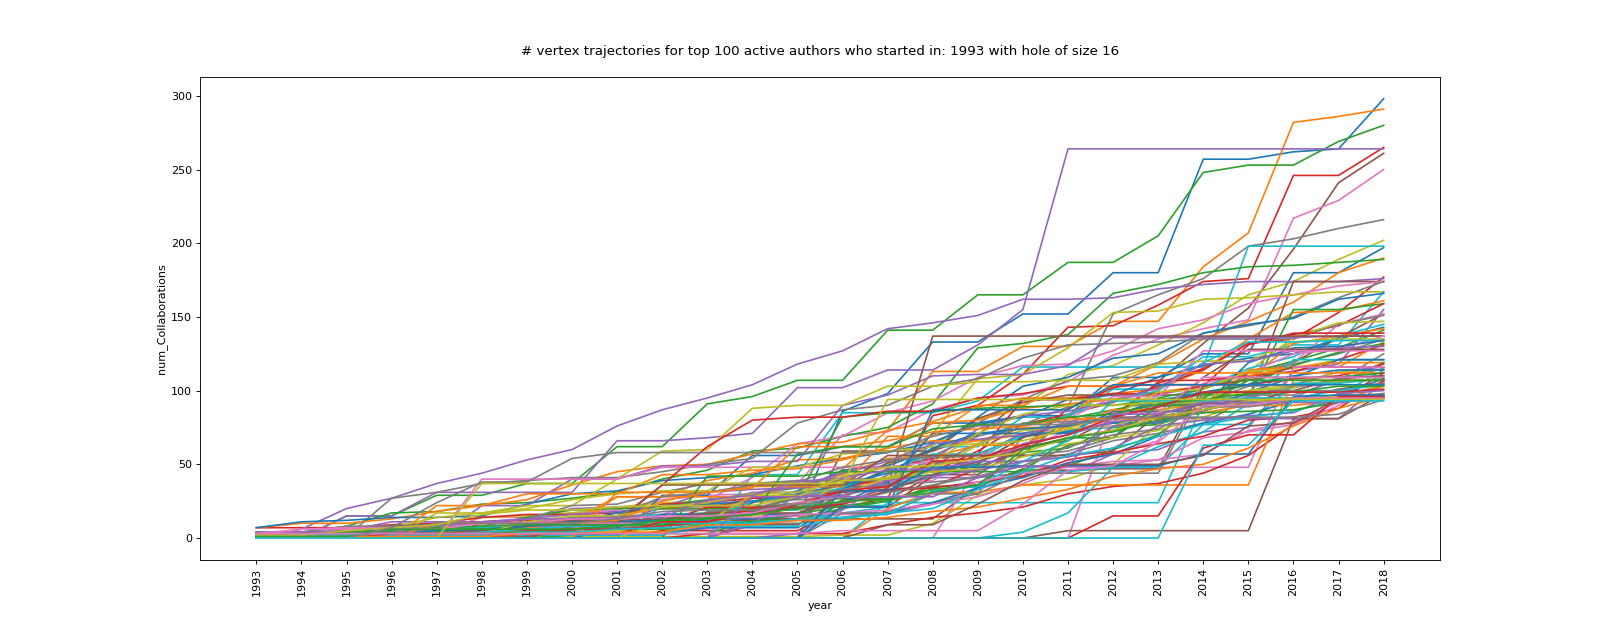 # vertex trajectories for top 100 active authors who started in: 1993 with hole of size 16
300
250
200
150
100
50
0
num_Collaborations
1993 1994 1995 1996 1997 1998 1999 2000 2001 2002 2003 2004 2005 2006 2007 2008 2009 2010 2011 2012 2013 2014 2015 2016 2017 2018
year